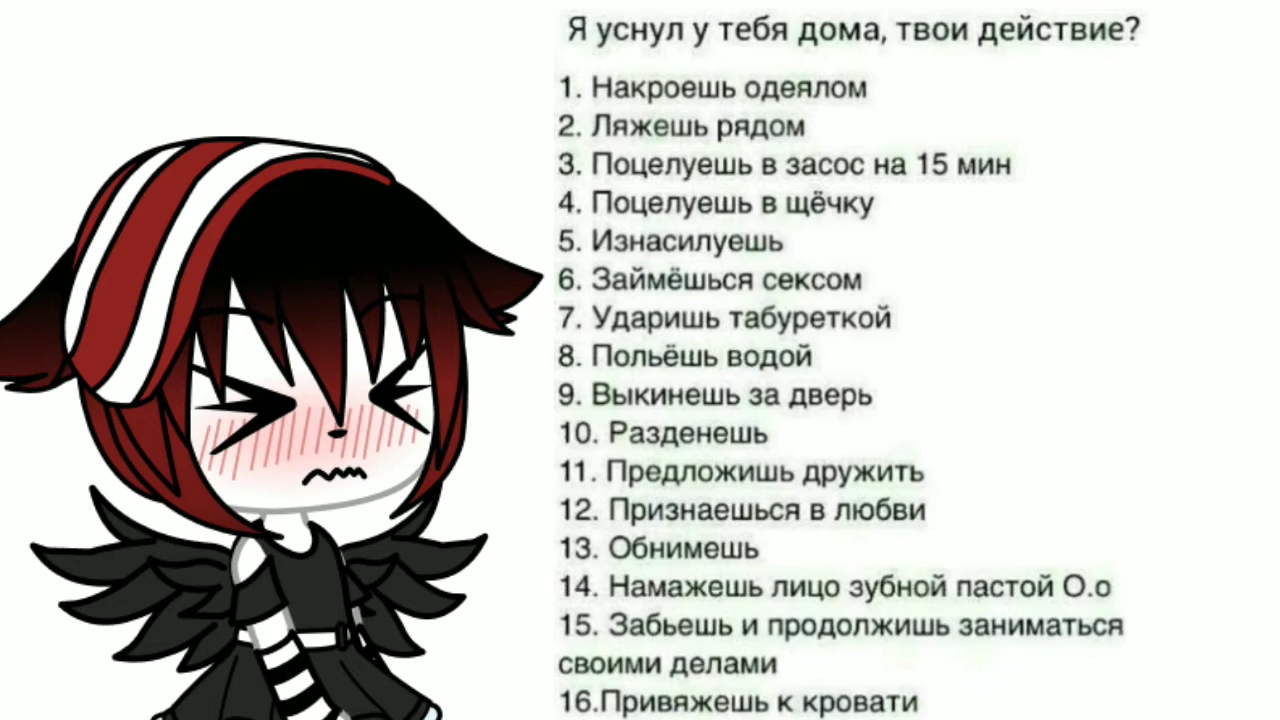 Я уснул у тебя дома, твои действие?
1. Накроешь одеялом
2. Ляжешь рядом
3. Поцелуешь в засос на 15 мин
4. Поцелуешь в щёчку
5. Изнасилуешь
6. Займёшься сексом
7. Ударишь табуреткой
8. Польёшь водой
9. Выкинешь за дверь
10. Разденешь
11. Предложишь дружить
12. Признаешься в любви
13. Обнимешь
14. Намажешь лицо зубной пастой О.о
15. Забьешь и продолжишь заниматься
своими делами
16.Привяжешь к кровати